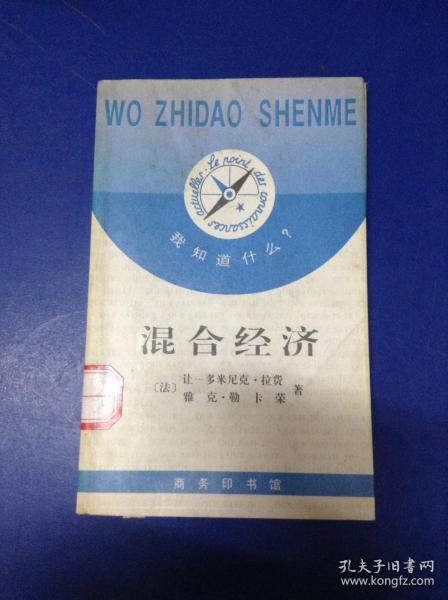 WO ZHIDAO SHENME
Le point des connaissances actuelles.
我知道什么？
混合经济
〔法〕让－多米尼克·拉费
雅克·勒卡荣 著
商务印书馆
孔夫子旧书网
www.kongfz.com